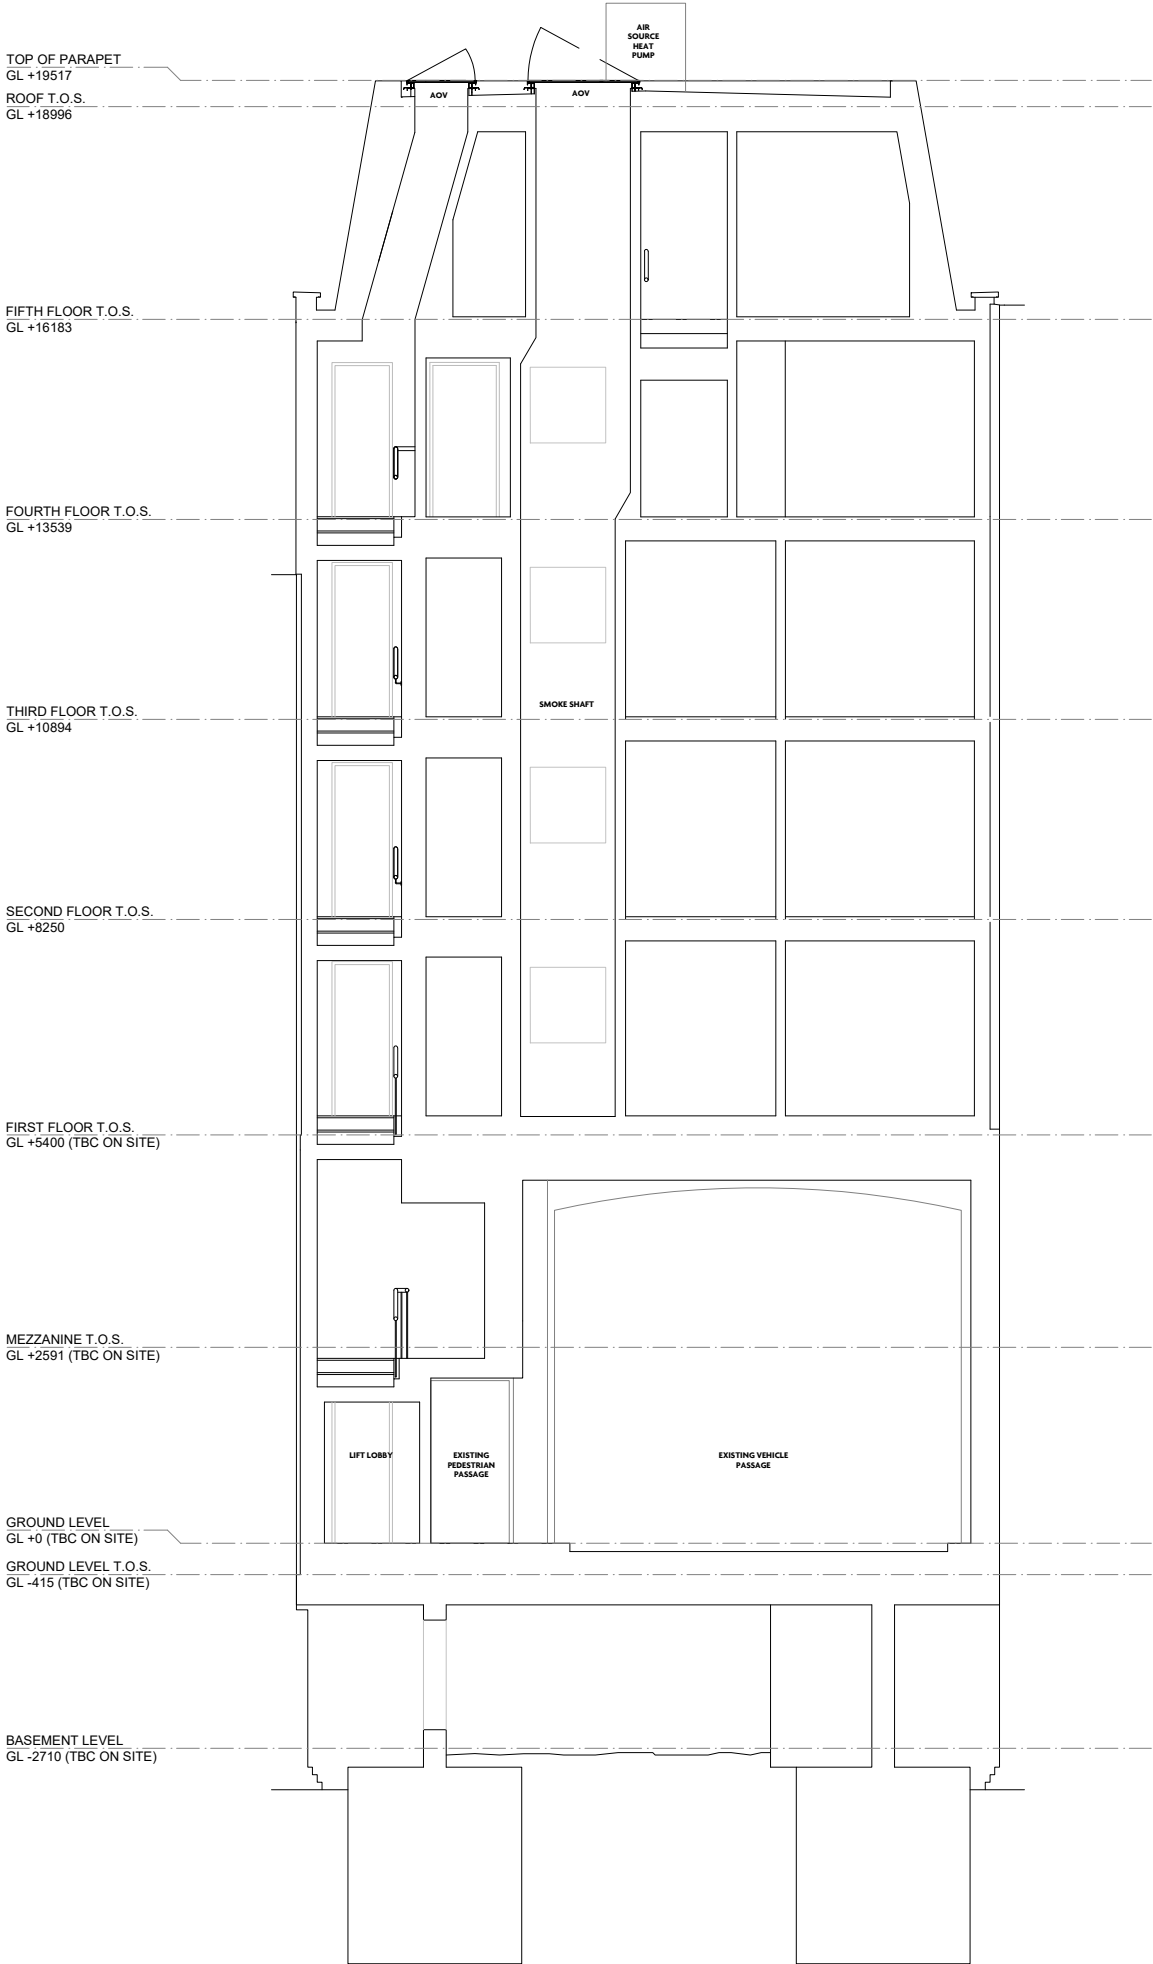 AIR
SOURCE
HEAT
PUMP
TOP OF PARAPET
GL +19517
AOV
AOV
ROOF T.O.S.
GL +18996
FIFTH FLOOR T.O.S.
GL +16183
FOURTH FLOOR T.O.S.
GL +13539
SMOKE SHAFT
THIRD FLOOR T.O.S.
GL +10894
SECOND FLOOR T.O.S.
GL +8250
FIRST FLOOR T.O.S.
GL +5400 (TBC ON SITE)
MEZZANINE T.O.S.
GL +2591 (TBC ON SITE)
LIFT LOBBY
EXISTING
PEDESTRIAN
PASSAGE
EXISTING VEHICLE
PASSAGE
GROUND LEVEL
GL +0 (TBC ON SITE)
GROUND LEVEL T.O.S.
GL -415 (TBC ON SITE)
BASEMENT LEVEL
GL -2710 (TBC ON SITE)